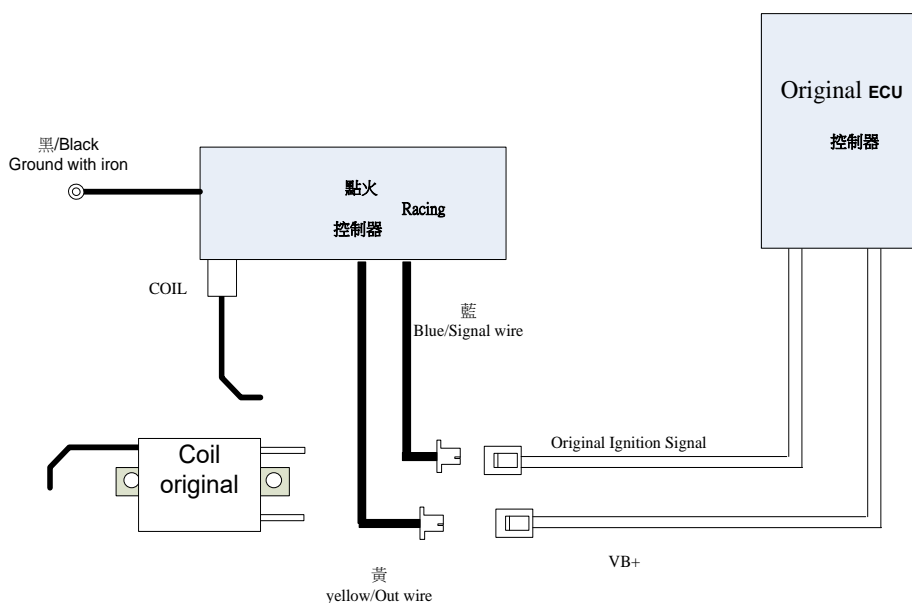 Original ECU
控制器
黑/Black
Ground with iron
點火
Racing
控制器
COIL
藍
Blue/Signal wire
Original Ignition Signal
Coil
original
VB+
黃
yellow/Out wire